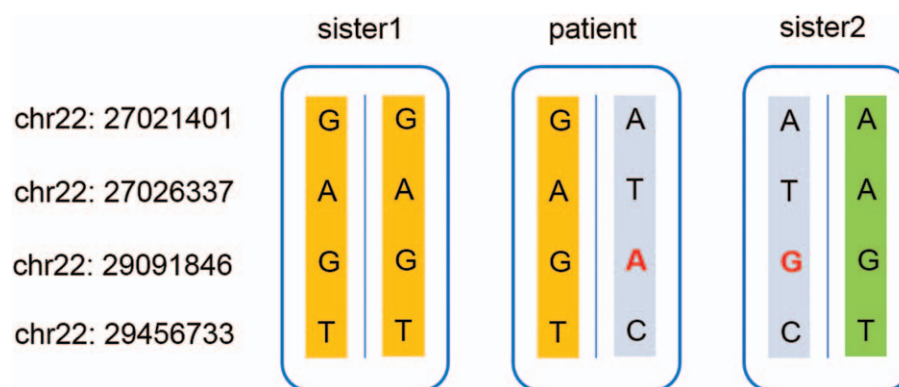 sister1 patient sister2
chr22: 27021401 G G G A A A
chr22: 27026337 A A A T T A
chr22: 29091846 G G G A G G
chr22: 29456733 T T T C C T